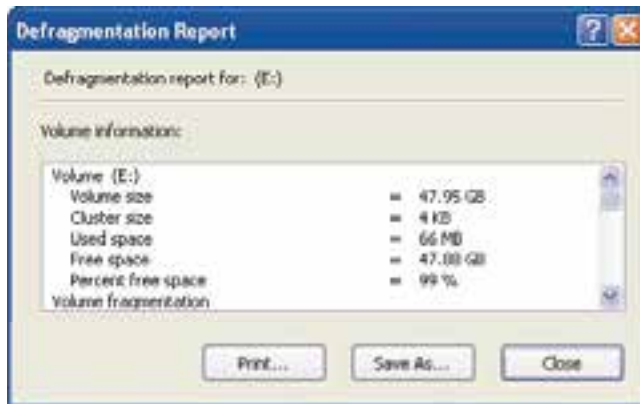 Defragmentation Report
Defragmentation report for: (E:)
Volume information:
Volume (E:)
Volume size = 47.95 GB
Cluster size = 4 KB
Used space = 66 MB
Free space = 47.88 GB
Percent free space = 99 %
Volume fragmentation
Print... Save As... Close